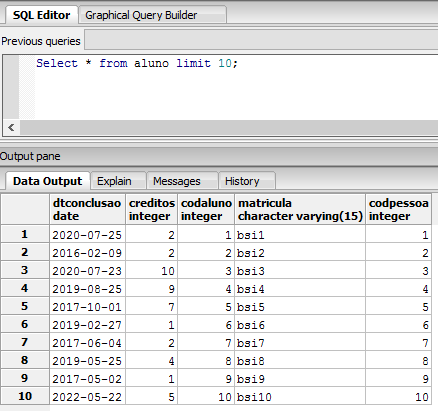 SQL Editor Graphical Query Builder
Previous queries
Select * from aluno limit 10;
Output pane
Data Output Explain Messages History
dtconclusao creditos codaluno matricula codpessoa
date integer integer character varying(15) integer
1 2020-07-25 2 1 bsi1 1
2 2016-02-09 2 2 bsi2 2
3 2020-07-23 10 3 bsi3 3
4 2019-08-25 9 4 bsi4 4
5 2017-10-01 7 5 bsi5 5
6 2019-02-27 1 6 bsi6 6
7 2017-06-04 2 7 bsi7 7
8 2019-05-25 4 8 bsi8 8
9 2017-05-02 1 9 bsi9 9
10 2022-05-22 5 10 bsi10 10